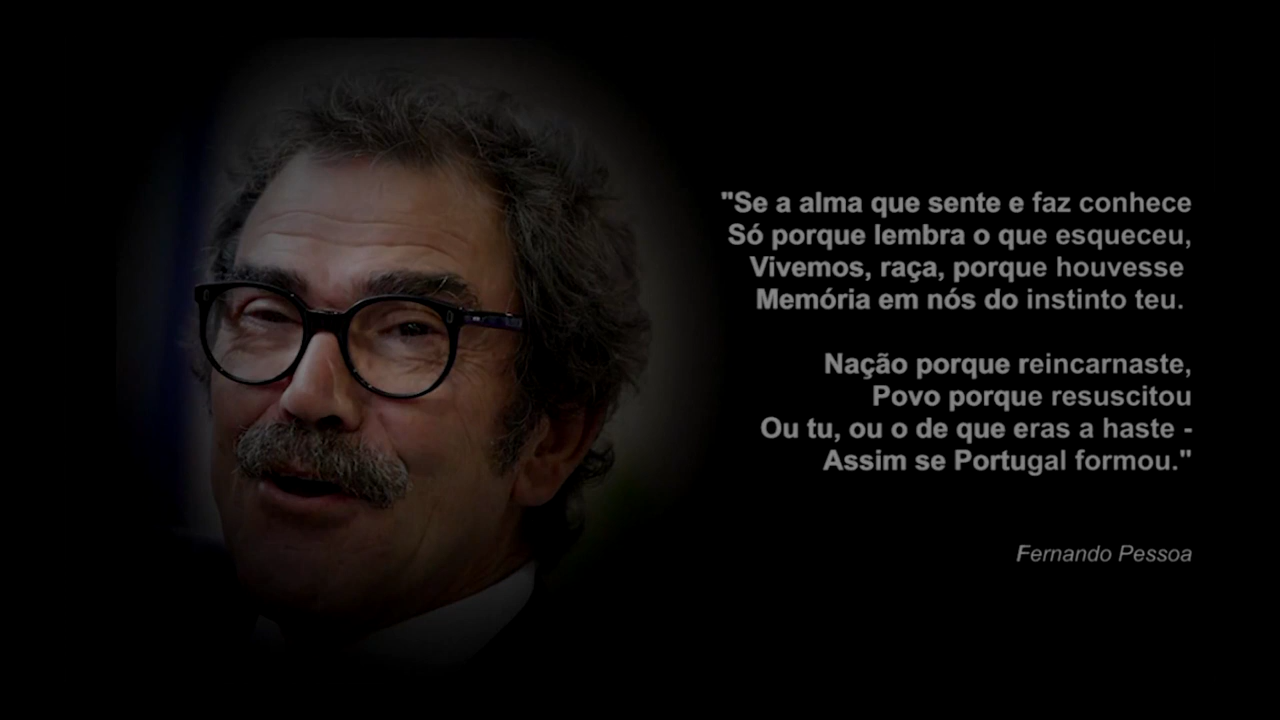 "Se a alma que sente e faz conhece
Só porque lembra o que esqueceu,
Vivemos, raça, porque houvesse
Memória em nós do instinto teu.
Nação porque reincarnaste,
Povo porque resuscitou
Ou tu, ou o de que eras a haste -
Assim se Portugal formou."
Fernando Pessoa